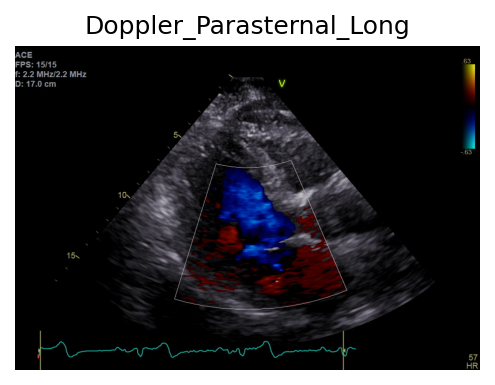 Doppler_Parasternal_Long
ACE
FPS: 15/15
f: 2.2 MHz/2.2 MHz
D: 17.0 cm
V
63
-63
5
10
15
57
HR